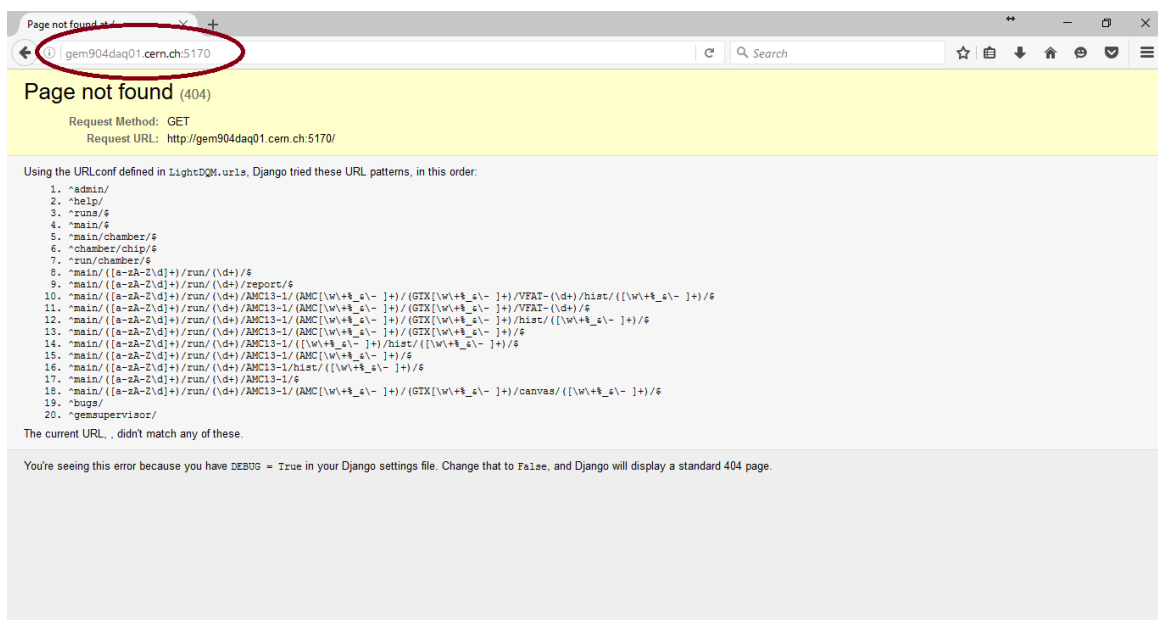 Page not found at /
gem904daq01.cern.ch:5170
Search
Page not found (404)
Request Method: GET
Request URL: http://gem904daq01.cern.ch:5170/
Using the URLconf defined in LightDQM.urls, Django tried these URL patterns, in this order:
1. ^admin/
2. ^help/
3. ^runs/$
4. ^main/$
5. ^main/chamber/$
6. ^chamber/chip/$
7. ^run/chamber/$
8. ^main/([a-zA-Z\d]+)/run/(\d+)/$
9. ^main/([a-zA-Z\d]+)/run/(\d+)/report/$
10. ^main/([a-zA-Z\d]+)/run/(\d+)/AMC13-1/(AMC[\w\+%_&\- ]+)/(GTX[\w\+%_&\- ]+)/VFAT-(\d+)/hist/([\w\+%_&\- ]+)/$
11. ^main/([a-zA-Z\d]+)/run/(\d+)/AMC13-1/(AMC[\w\+%_&\- ]+)/(GTX[\w\+%_&\- ]+)/VFAT-(\d+)/$
12. ^main/([a-zA-Z\d]+)/run/(\d+)/AMC13-1/(AMC[\w\+%_&\- ]+)/(GTX[\w\+%_&\- ]+)/hist/([\w\+%_&\- ]+)/$
13. ^main/([a-zA-Z\d]+)/run/(\d+)/AMC13-1/(AMC[\w\+%_&\- ]+)/(GTX[\w\+%_&\- ]+)/$
14. ^main/([a-zA-Z\d]+)/run/(\d+)/AMC13-1/([\w\+%_&\- ]+)/hist/([\w\+%_&\- ]+)/$
15. ^main/([a-zA-Z\d]+)/run/(\d+)/AMC13-1/(AMC[\w\+%_&\- ]+)/$
16. ^main/([a-zA-Z\d]+)/run/(\d+)/AMC13-1/hist/([\w\+%_&\- ]+)/$
17. ^main/([a-zA-Z\d]+)/run/(\d+)/AMC13-1/$
18. ^main/([a-zA-Z\d]+)/run/(\d+)/AMC13-1/(AMC[\w\+%_&\- ]+)/(GTX[\w\+%_&\- ]+)/canvas/([\w\+%_&\- ]+)/$
19. ^bugs/
20. ^gemsupervisor/
The current URL, , didn't match any of these.
You're seeing this error because you have DEBUG = True in your Django settings file. Change that to False, and Django will display a standard 404 page.